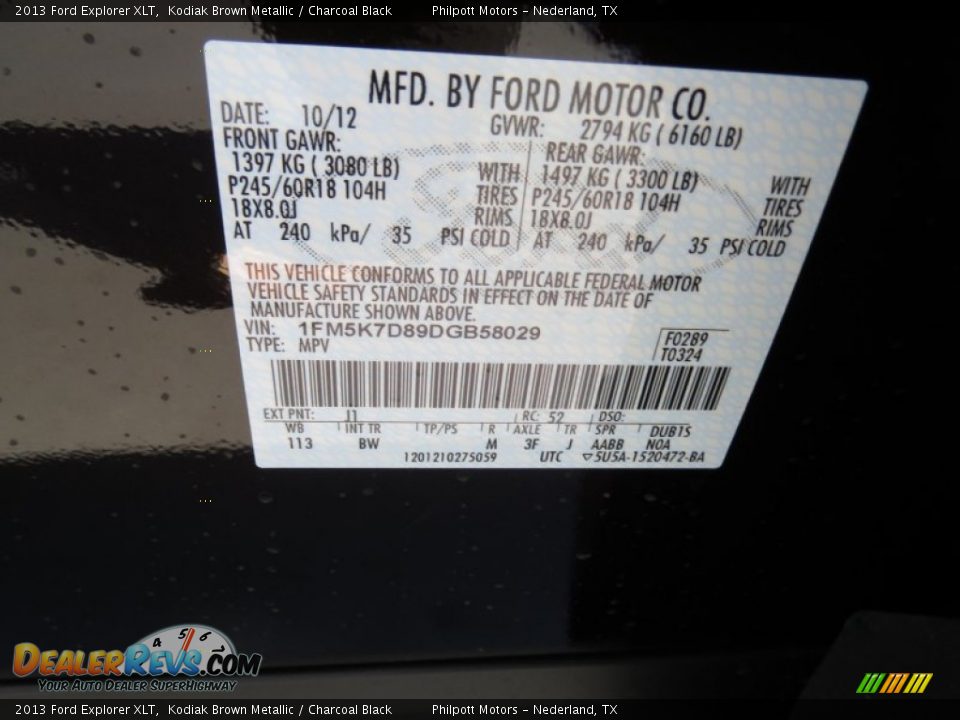 2013 Ford Explorer XLT, Kodiak Brown Metallic / Charcoal Black Philpott Motors - Nederland, TX
MFD. BY FORD MOTOR CO.
DATE: 10/12 GVWR: 2794 KG ( 6160 LB)
FRONT GAWR: REAR GAWR:
1397 KG ( 3080 LB) WITH 1497 KG ( 3300 LB) WITH
P245/60R18 104H TIRES P245/60R18 104H TIRES
18X8.0J RIMS 18X8.0J RIMS
AT 240 kPa/ 35 PSI COLD AT 240 kPa/ 35 PSI COLD
THIS VEHICLE CONFORMS TO ALL APPLICABLE FEDERAL MOTOR
VEHICLE SAFETY STANDARDS IN EFFECT ON THE DATE OF
MANUFACTURE SHOWN ABOVE.
VIN: 1FM5K7D89DGB58029
TYPE: MPV
F0289
T0324
EXT PNT: J1 RC: 52 DSO:
WB INT TR TP/PS R AXLE TR SPR DUB1S
113 BW M 3F J AABB NOA
1201210275059 UTC 5U5A-1520472-BA
4 5 6 7
DEALERREVS.COM
YOUR AUTO DEALER SUPERHIGHWAY
2013 Ford Explorer XLT, Kodiak Brown Metallic / Charcoal Black Philpott Motors - Nederland, TX